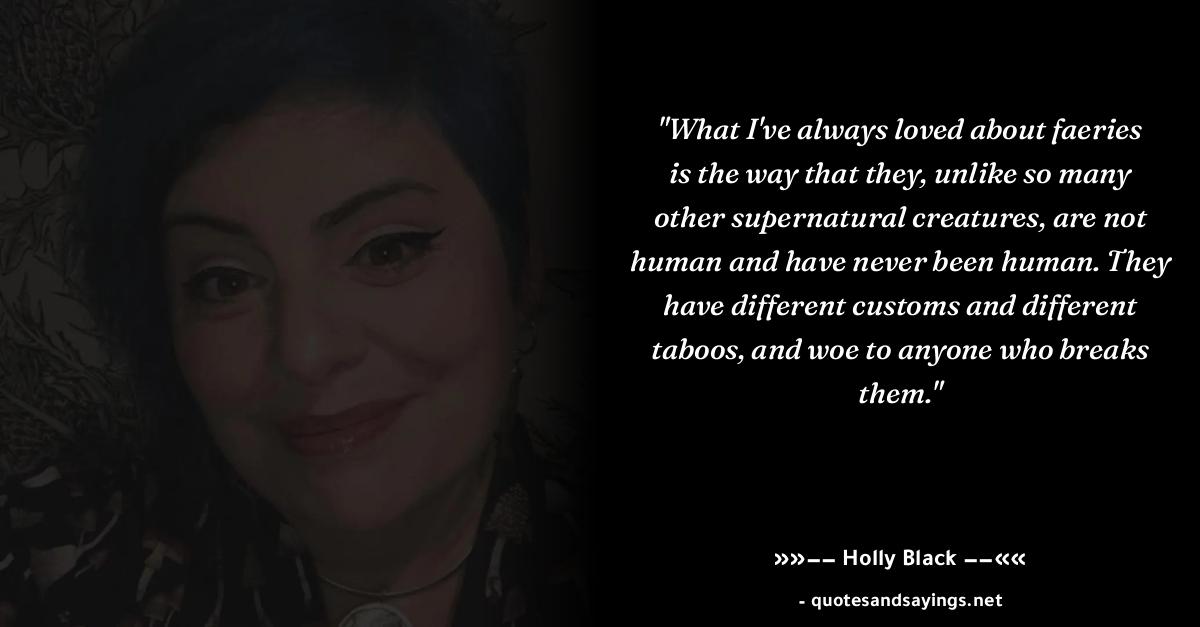 "What I've always loved about faeries
is the way that they, unlike so many
other supernatural creatures, are not
human and have never been human. They
have different customs and different
taboos, and woe to anyone who breaks
them."
»»−− Holly Black −−««
- quotesandsayings.net